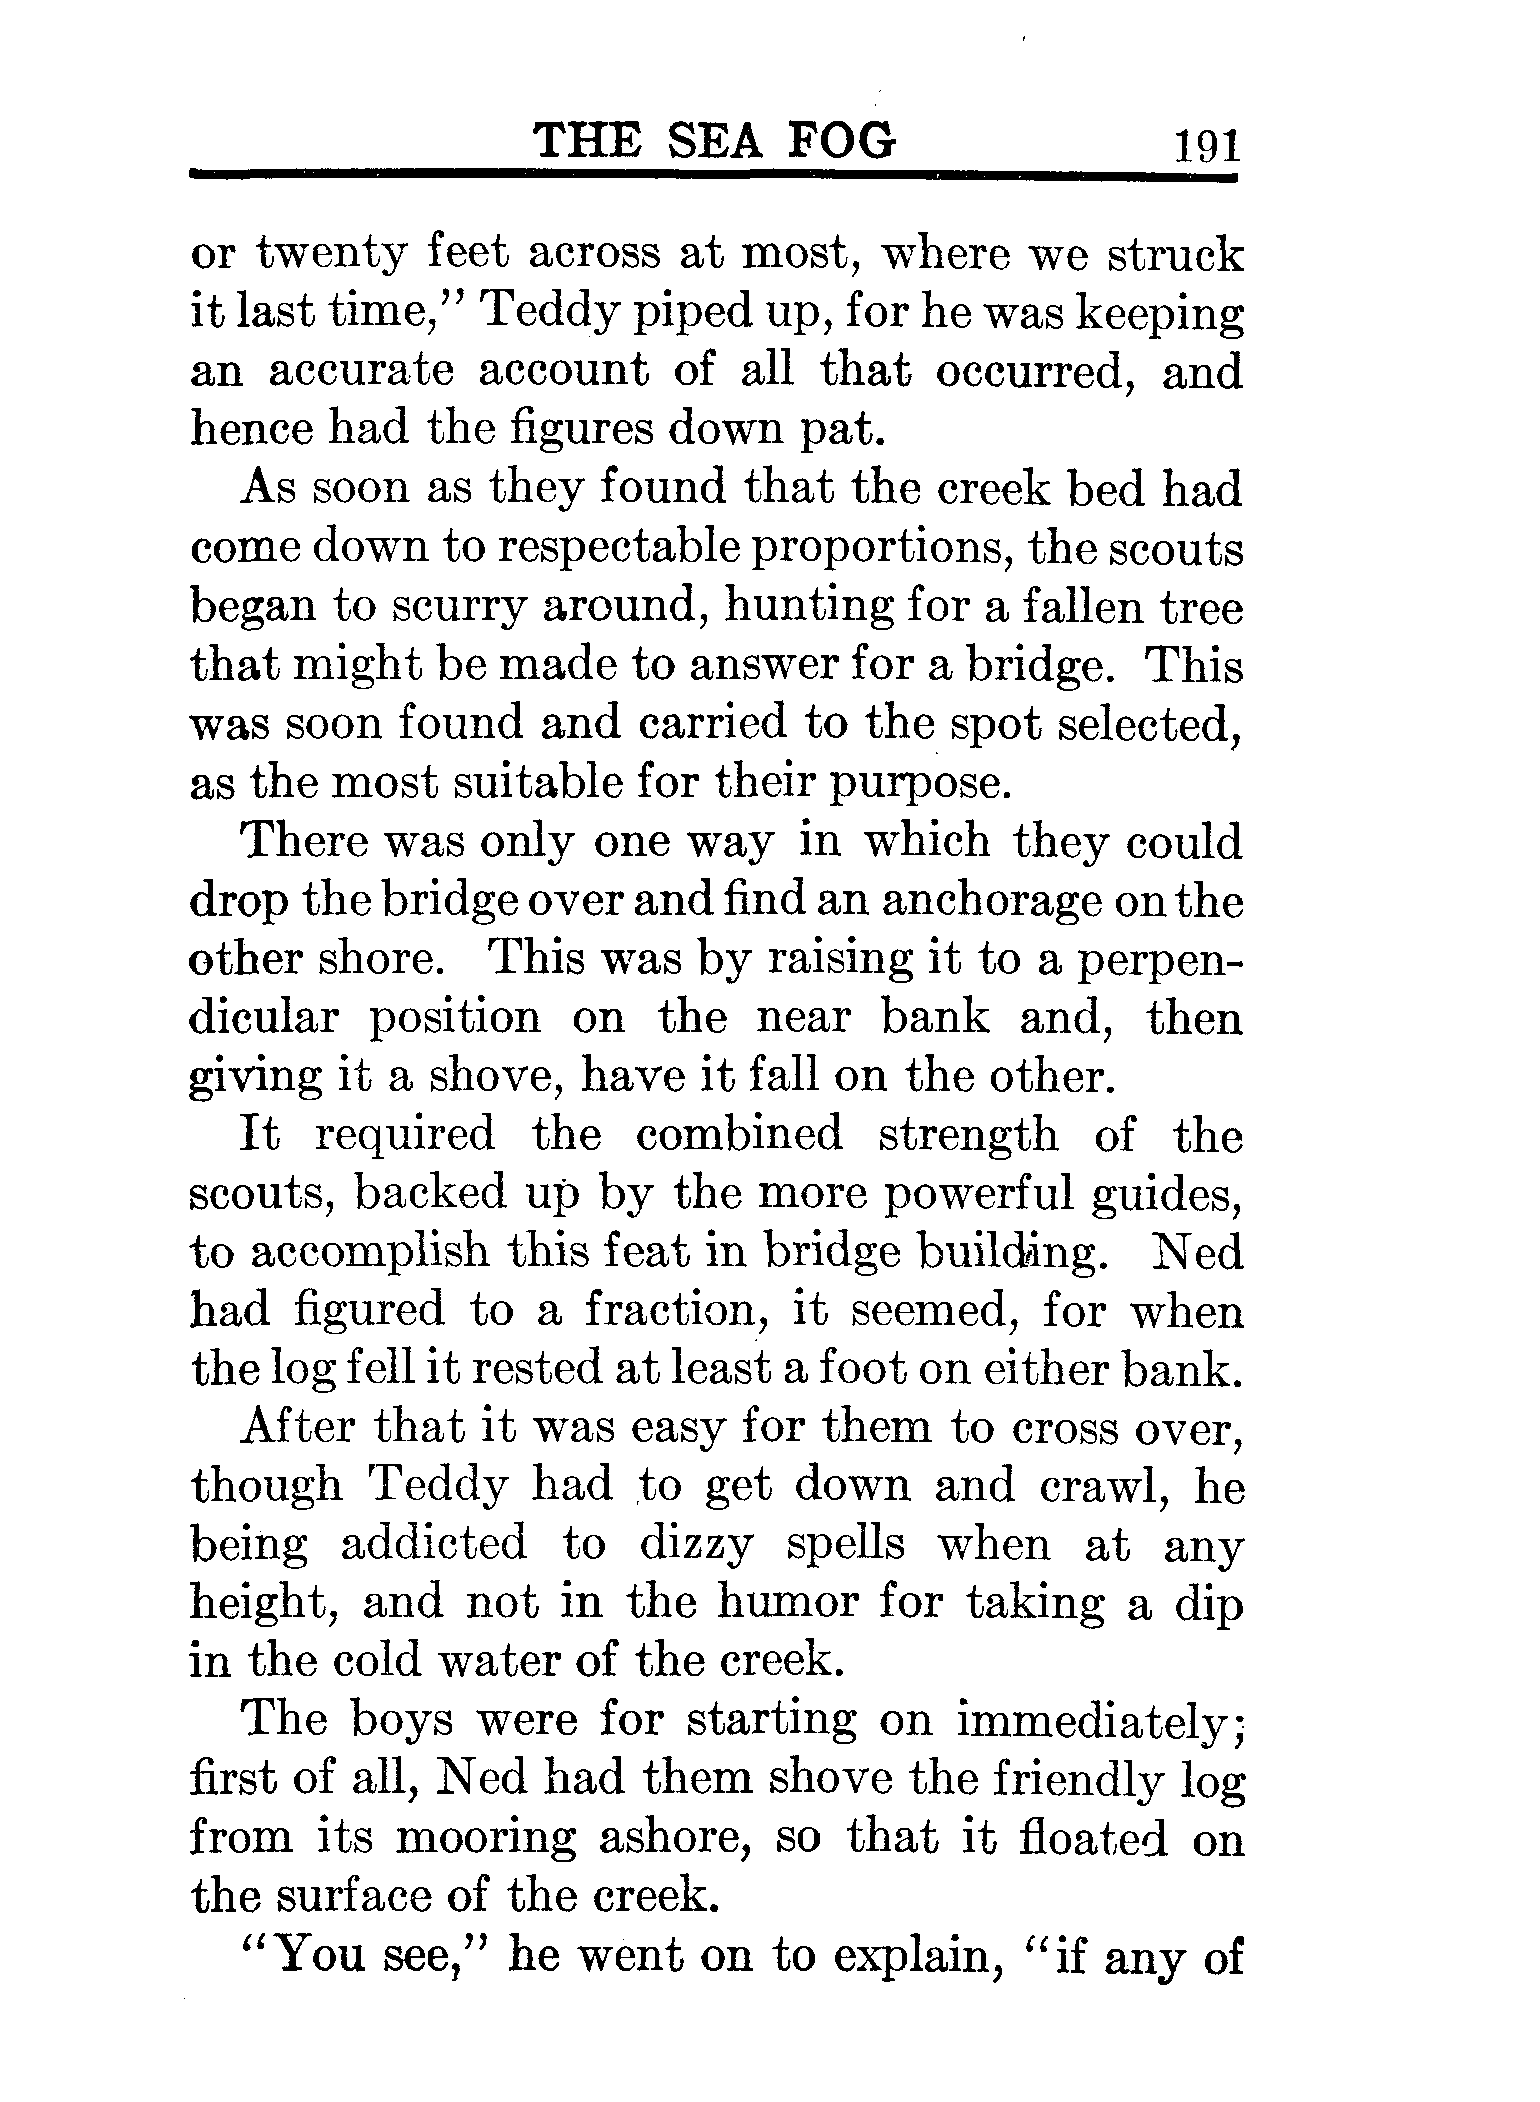 THE SEA FOG 191
or twenty feet across at most, where we struck
it last time,” Teddy piped up, for he was keeping
an accurate account of all that occurred, and
hence had the figures down pat.
As soon as they found that the creek bed had
come down to respectable proportions, the scouts
began to scurry around, hunting for a fallen tree
that might be made to answer for a bridge. This
was soon found and carried to the spot selected,
as the most suitable for their purpose.
There was only one way in which they could
drop the bridge over and find an anchorage on the
other shore. This was by raising it to a perpen-
dicular position on the near bank and, then
giving it a shove, have it fall on the other.
It required the combined strength of the
scouts, backed up by the more powerful guides,
to accomplish this feat in bridge building. Ned
had figured to a fraction, it seemed, for when
the log fell it rested at least a foot on either bank.
After that it was easy for them to cross over,
though Teddy had to get down and crawl, he
being addicted to dizzy spells when at any
height, and not in the humor for taking a dip
in the cold water of the creek.
The boys were for starting on immediately;
first of all, Ned had them shove the friendly log
from its mooring ashore, so that it floated on
the surface of the creek.
“You see,” he went on to explain, “if any of